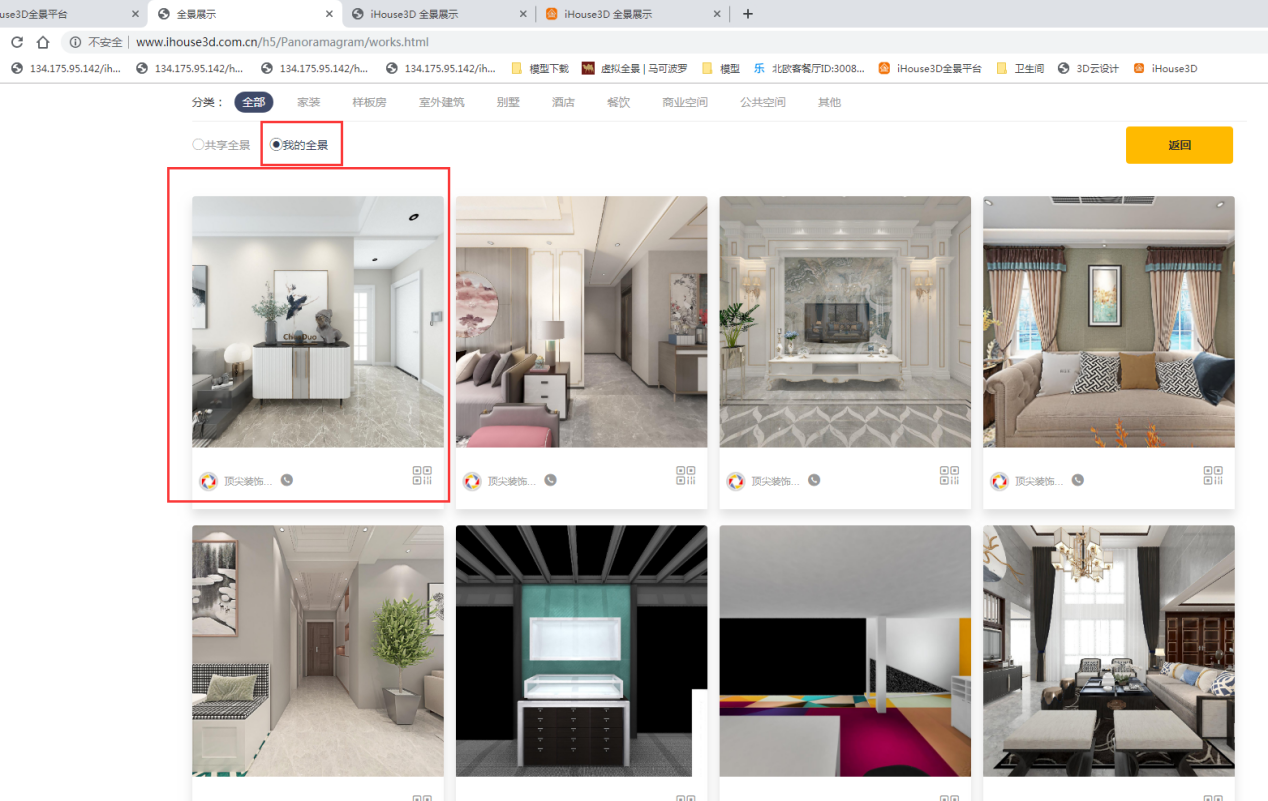 use3D全景平台
全景展示
iHouse3D 全景展示
iHouse3D 全景展示
不安全 www.ihouse3d.com.cn/h5/Panoramagram/works.html
134.175.95.142/ih...
134.175.95.142/h...
134.175.95.142/h...
134.175.95.142/ih...
模型下载
虚拟全景 | 马可波罗
模型
乐 北欧客餐厅ID:3008...
iHouse3D全景平台
卫生间
3D云设计
iHouse3D
分类： 全部 家装 样板房 室外建筑 别墅 酒店 餐饮 商业空间 公共空间 其他
共享全景 我的全景 返回
顶尖装饰...
顶尖装饰...
顶尖装饰...
顶尖装饰...